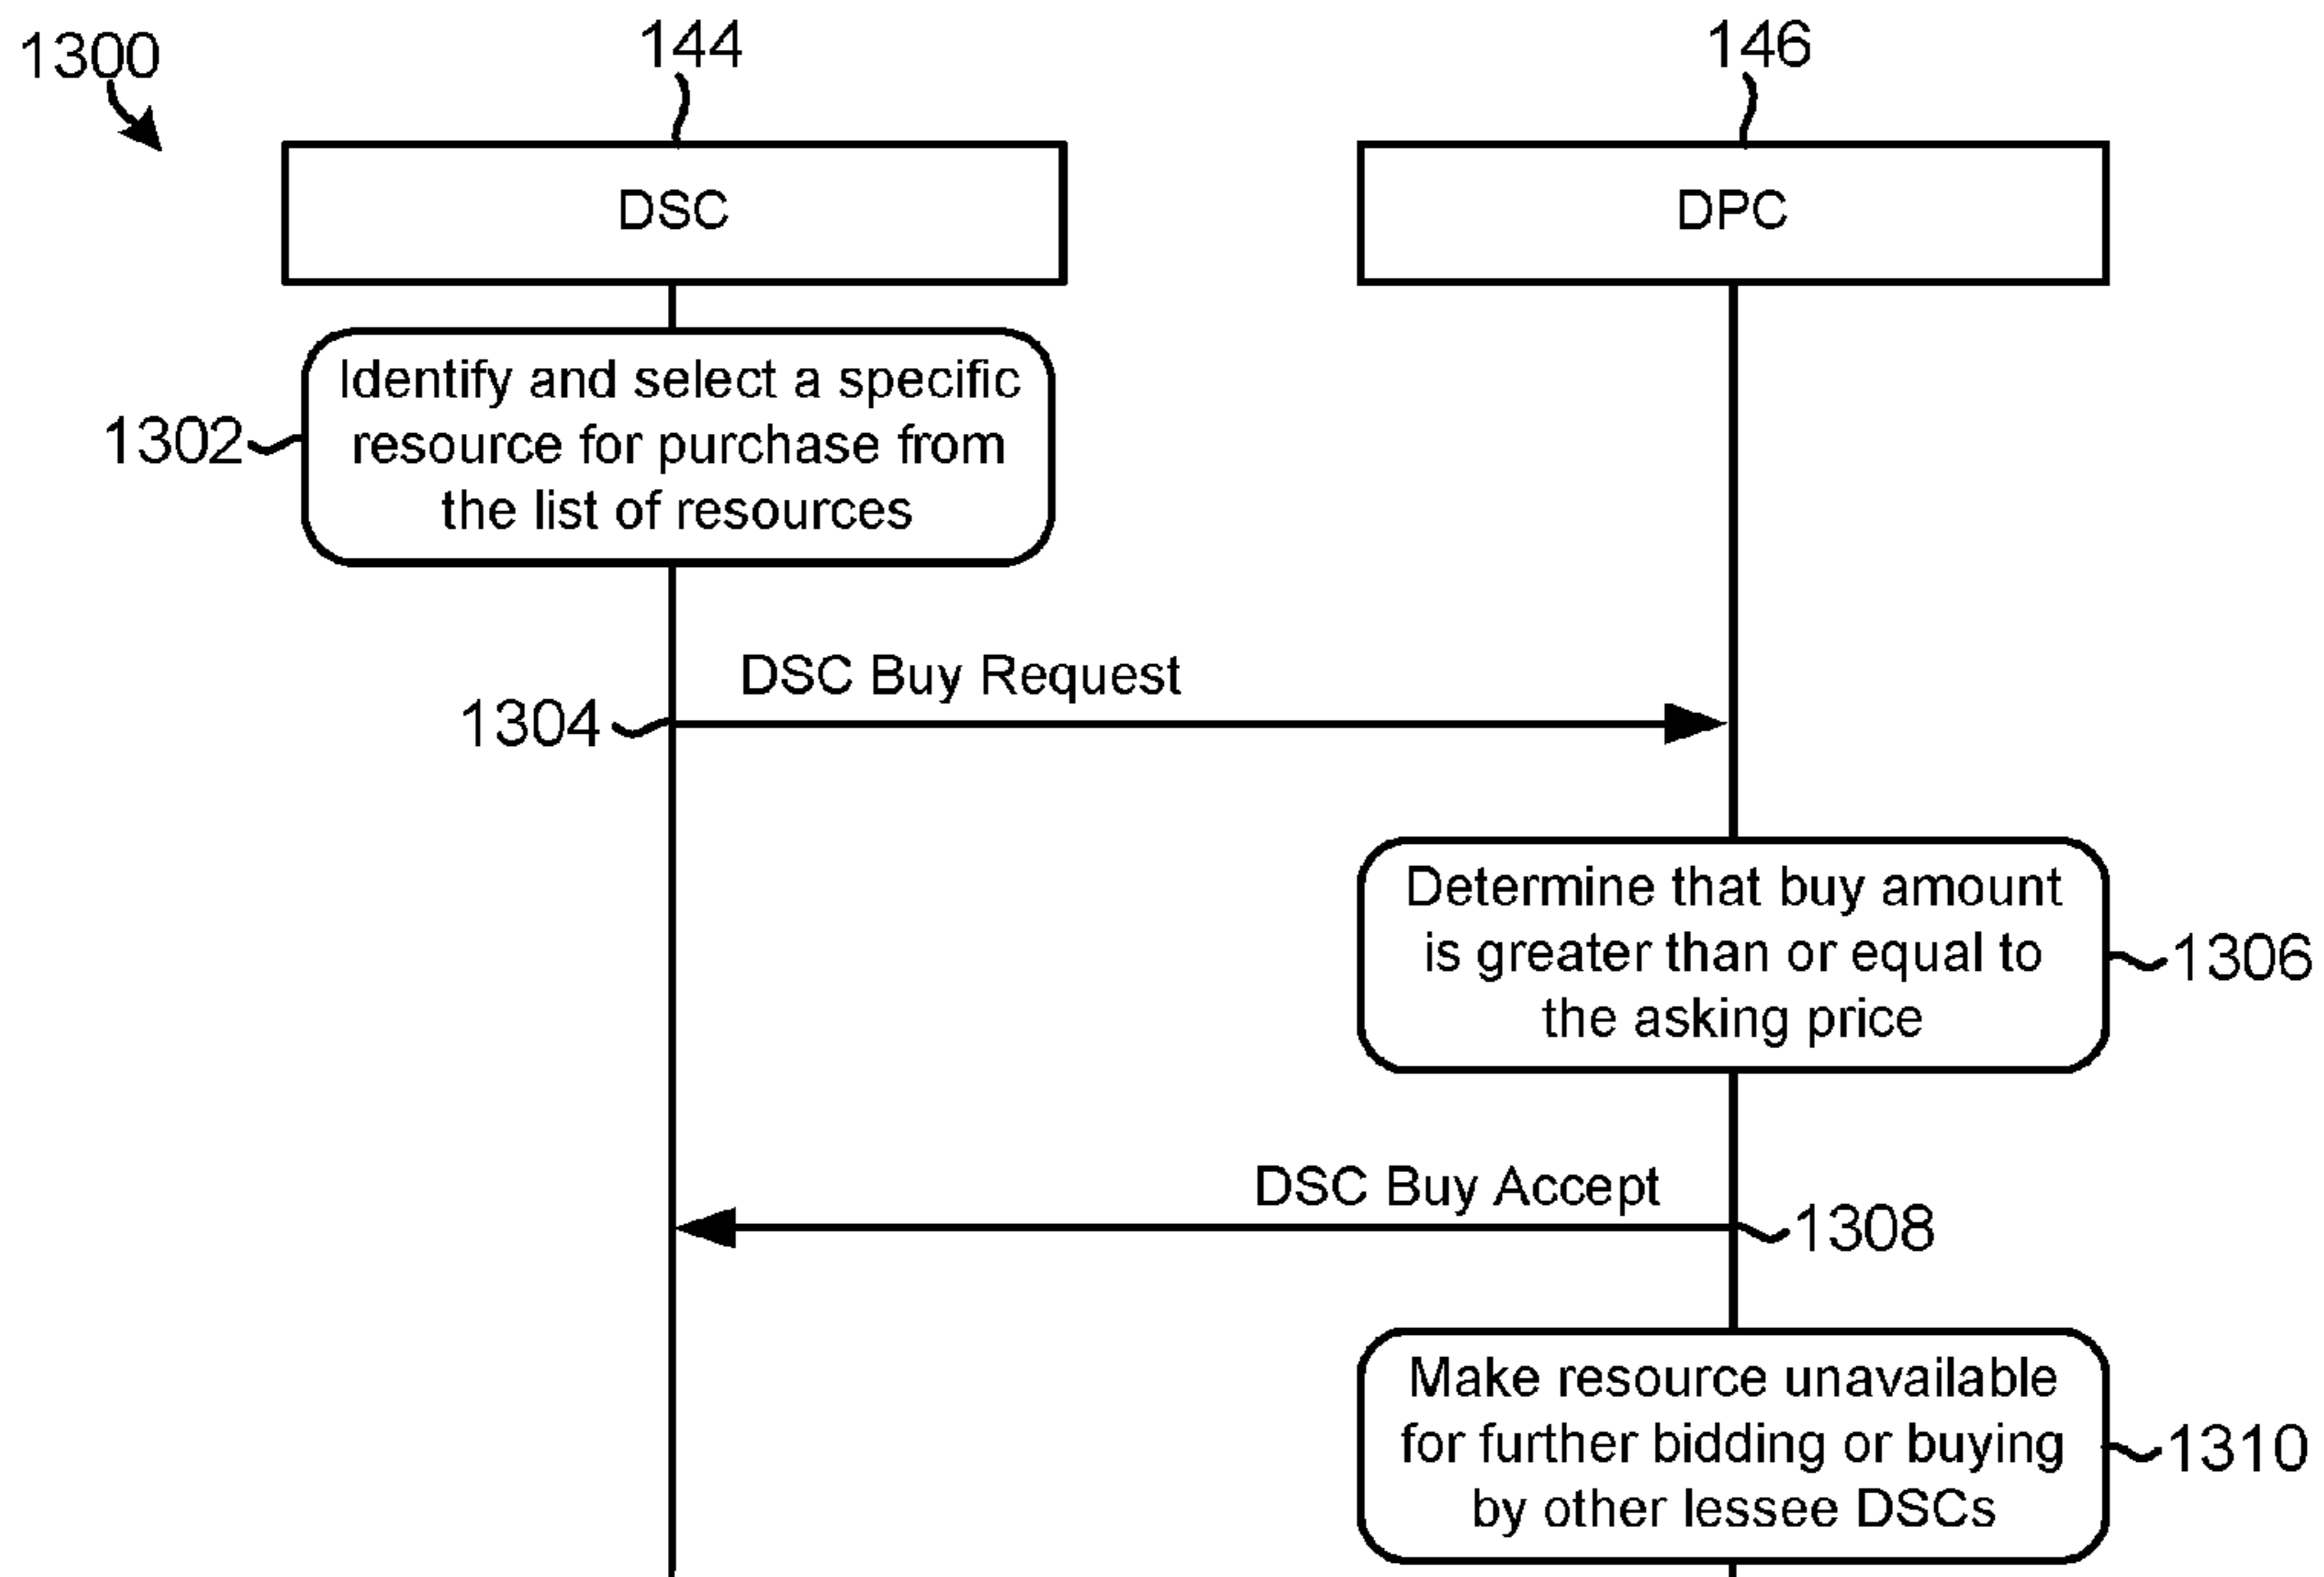 1300
144
146
DSC
DPC
Identify and select a specific
resource for purchase from
the list of resources
1302
DSC Buy Request
1304
Determine that buy amount
is greater than or equal to
the asking price
1306
DSC Buy Accept
1308
Make resource unavailable
for further bidding or buying
by other lessee DSCs
1310